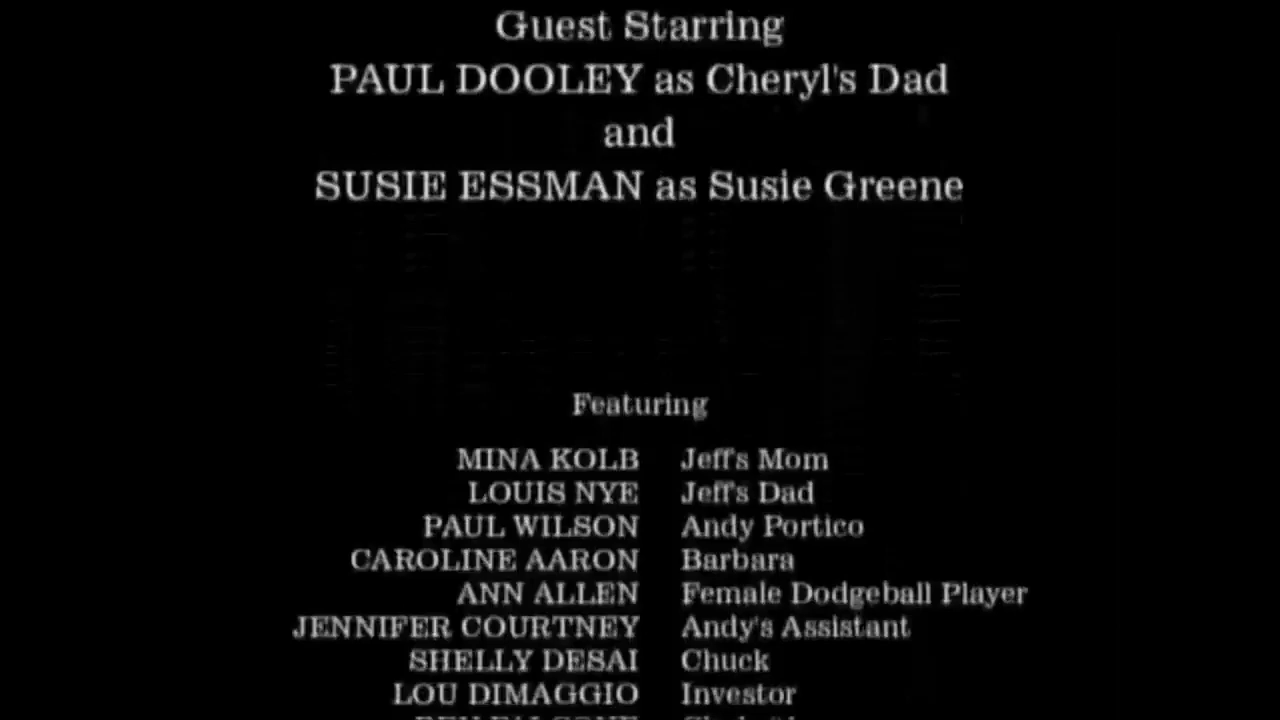 Guest Starring
PAUL DOOLEY as Cheryl's Dad
and
SUSIE ESSMAN as Susie Greene
Featuring
MINA KOLB Jeff's Mom
LOUIS NYE Jeff's Dad
PAUL WILSON Andy Portico
CAROLINE AARON Barbara
ANN ALLEN Female Dodgeball Player
JENNIFER COURTNEY Andy's Assistant
SHELLY DESAI Chuck
LOU DIMAGGIO Investor